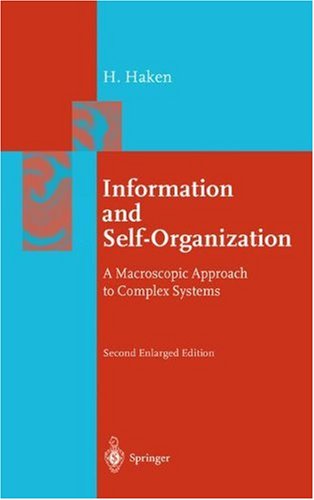 H. Haken
Information
and
Self-Organization
A Macroscopic Approach
to Complex Systems
Second Enlarged Edition
Springer